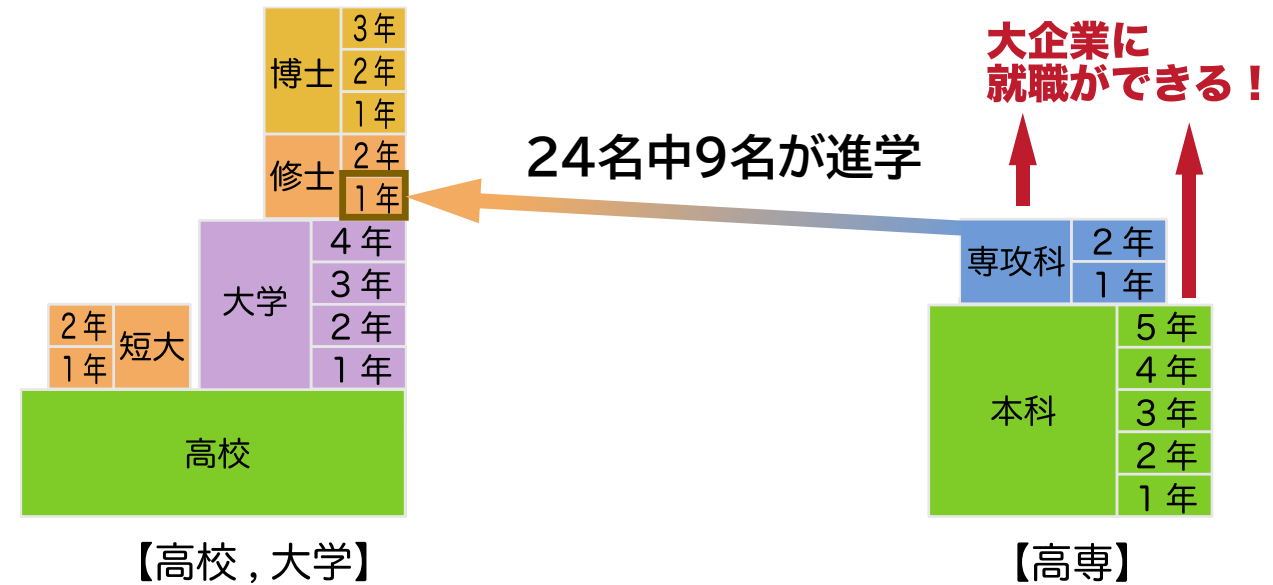 博士
3年
2年
1年
修士
2年
1年
大学
4年
3年
2年
1年
2年
1年
短大
高校
【高校 , 大学】
24名中9名が進学
大企業に
就職ができる！
専攻科
2年
1年
本科
5年
4年
3年
2年
1年
【高専】